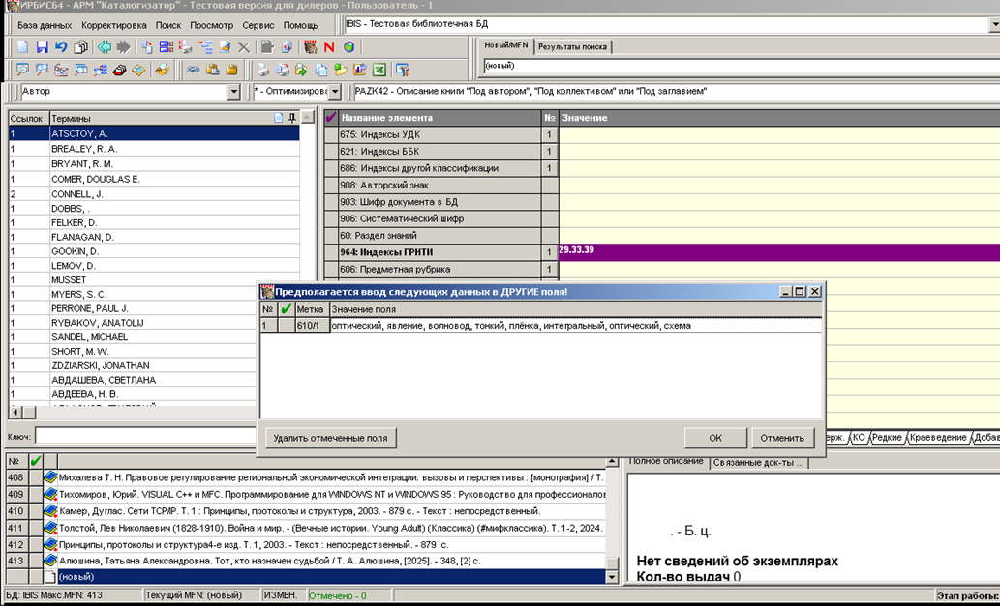 ИРБИС64 - АРМ "Каталогизатор" - Тестовая версия для дилеров - Пользователь - 1
База данных Корректировка Поиск Просмотр Сервис Помощь
IBIS - Тестовая библиотечная БД
Новый/MFN Результаты поиска
(новый)
Автор
* - Оптимизирова
PAZK42 - Описание книги "Под автором", "Под коллективом" или "Под заглавием"
Ссылок Термины
1 ATSCTOY, A.
1 BREALEY, R. A.
1 BRYANT, R. M.
1 COMER, DOUGLAS E.
2 CONNELL, J.
1 DOBBS, .
1 FELKER, D.
1 FLANAGAN, D.
1 GOOKIN, D.
1 LEMOV, D.
1 MUSSET
1 MYERS, S. C.
1 PERRONE, PAUL J.
1 RYBAKOV, ANATOLIJ
1 SANDEL, MICHAEL
1 SHORT, M. W.
1 ZDZIARSKI, JONATHAN
1 АВДАШЕВА, СВЕТЛАНА
1 АВДЕЕВА, Н. В.
Ключ:
Название элемента № Значение
675: Индексы УДК 1
621: Индексы ББК 1
686: Индексы другой классификации 1
908: Авторский знак
903: Шифр документа в БД
906: Систематический шифр
60: Раздел знаний
964: Индексы ГРНТИ 1 29.33.39
606: Предметная рубрика 1
Предполагается ввод следующих данных в ДРУГИЕ поля!
№ Метка Значение поля
1 610/1 оптический, явление, волновод, тонкий, плёнка, интегральный, оптический, схема
Удалить отмеченные поля OK Отменить
ерж. КО Редкие Краеведение Добав
№
408 Михалева Т. Н. Правовое регулирование региональной экономической интеграции: вызовы и перспективы : [монография] / Т.
409 Тихомиров, Юрий. VISUAL C++ и MFC. Программирование для WINDOWS NT и WINDOWS 95 : Руководство для профессионалов
410 Камер, Дуглас. Сети TCP/IP. Т. 1 : Принципы, протоколы и структура, 2003. - 879 с. - Текст : непосредственный.
411 Толстой, Лев Николаевич (1828-1910). Война и мир. - (Вечные истории. Young Adult) (Классика) (#мифклассика). Т. 1-2, 2024.
412 Принципы, протоколы и структура4-е изд. Т. 1, 2003. - Текст : непосредственный. - 879 с.
413 Алюшина, Татьяна Александровна. Тот, кто назначен судьбой / Т. А. Алюшина, [2025]. - 348, [2] с.
(новый)
Полное описание Связанные док-ты ...
. - Б. ц.
Нет сведений об экземплярах
Кол-во выдач 0
БД: IBIS Макс.MFN: 413 Текущий MFN: (новый) ИЗМЕН. Отмечено - 0 Этап работы: